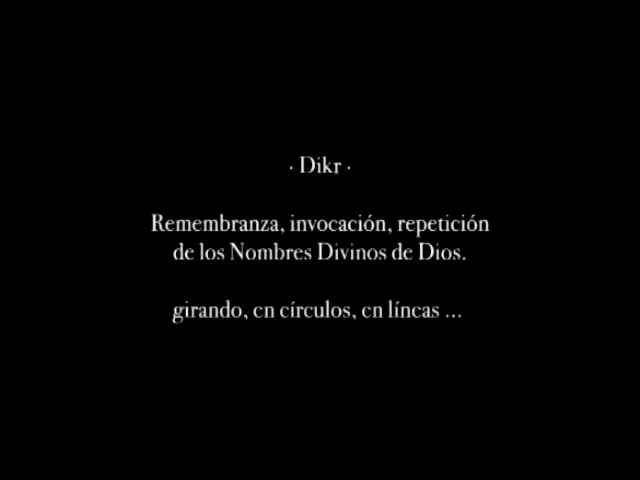 · Dikr ·
Remembranza, invocación, repetición
de los Nombres Divinos de Dios.
girando, en círculos, en líneas ...